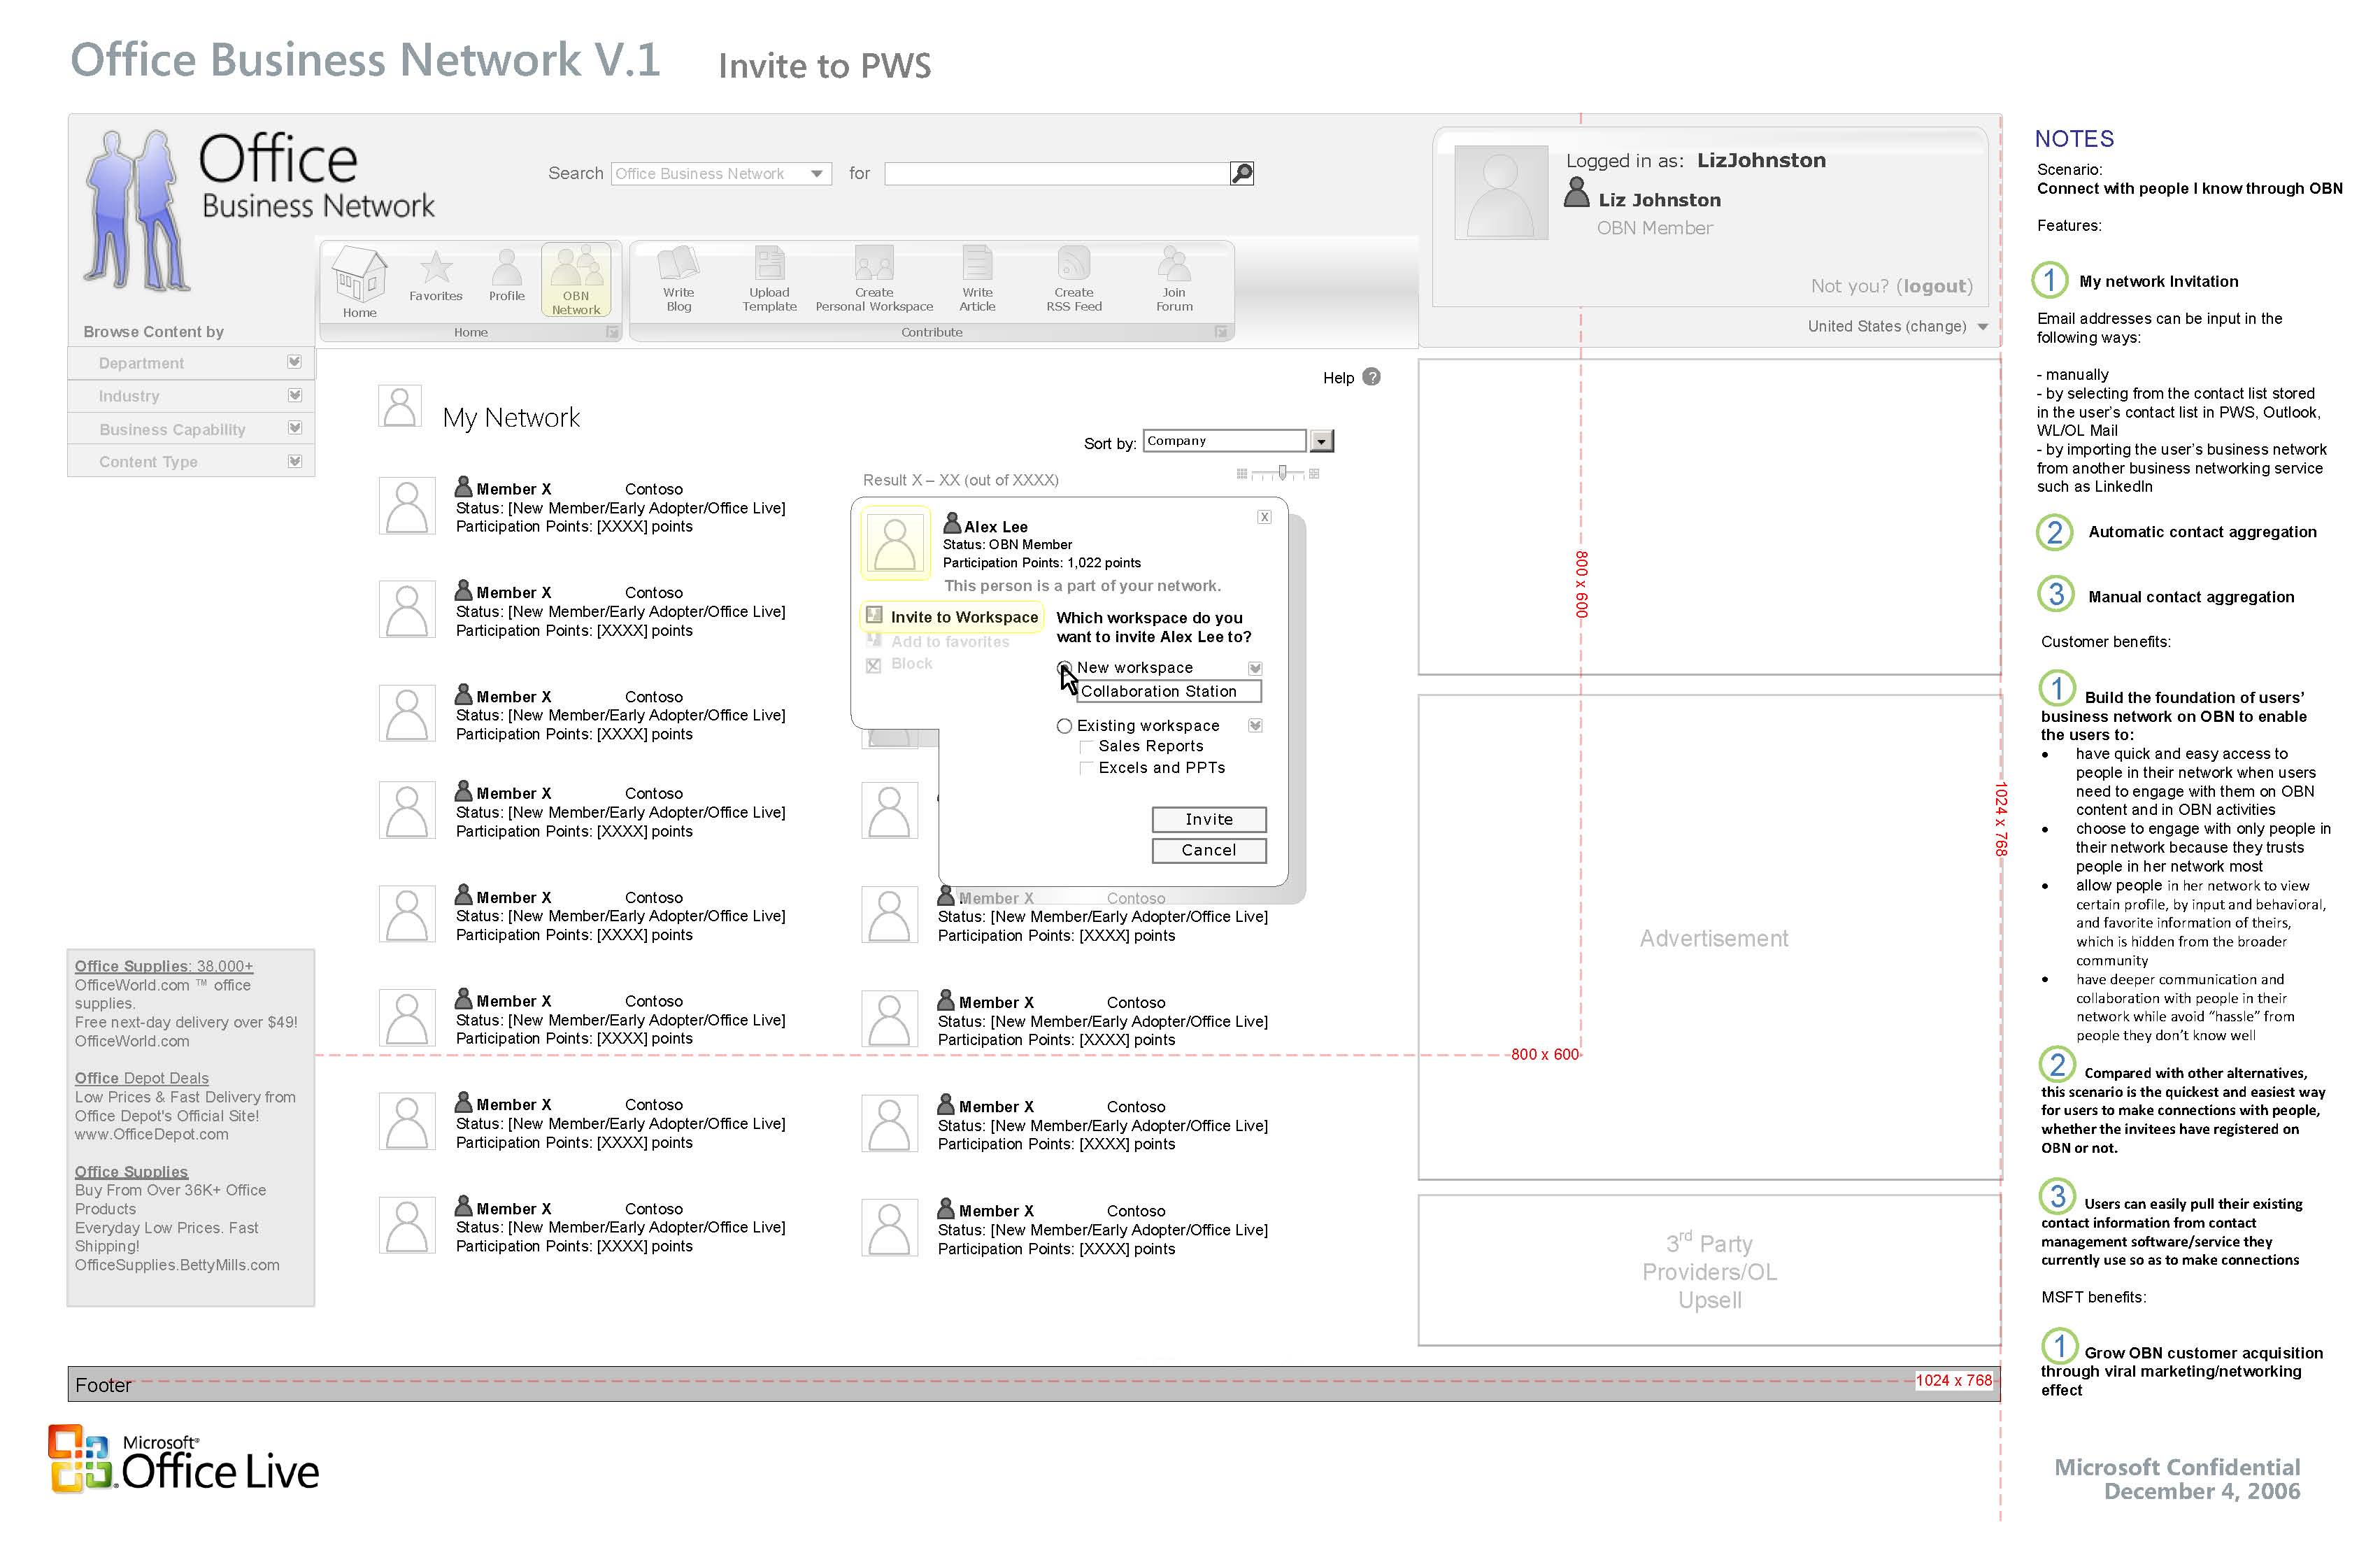 Office Business Network V.1 Invite to PWS
Office
Business Network
Search Office Business Network for
Logged in as: LizJohnston
Liz Johnston
OBN Member
Not you? (logout)
United States (change)
Home
Favorites
Profile
OBN
Network
Home
Write
Blog
Upload
Template
Create
Personal Workspace
Write
Article
Create
RSS Feed
Join
Forum
Contribute
Browse Content by
Department
Industry
Business Capability
Content Type
Help ?
My Network
Sort by: Company
Result X – XX (out of XXXX)
Member X Contoso
Status: [New Member/Early Adopter/Office Live]
Participation Points: [XXXX] points
Member X Contoso
Status: [New Member/Early Adopter/Office Live]
Participation Points: [XXXX] points
Member X Contoso
Status: [New Member/Early Adopter/Office Live]
Participation Points: [XXXX] points
Member X Contoso
Status: [New Member/Early Adopter/Office Live]
Participation Points: [XXXX] points
Member X Contoso
Status: [New Member/Early Adopter/Office Live]
Participation Points: [XXXX] points
Member X Contoso
Status: [New Member/Early Adopter/Office Live]
Participation Points: [XXXX] points
Member X Contoso
Status: [New Member/Early Adopter/Office Live]
Participation Points: [XXXX] points
Member X Contoso
Status: [New Member/Early Adopter/Office Live]
Participation Points: [XXXX] points
X
Alex Lee
Status: OBN Member
Participation Points: 1,022 points
This person is a part of your network.
Invite to Workspace
Add to favorites
Block
Which workspace do you
want to invite Alex Lee to?
New workspace
Collaboration Station
Existing workspace
Sales Reports
Excels and PPTs
Invite
Cancel
Member X Contoso
Status: [New Member/Early Adopter/Office Live]
Participation Points: [XXXX] points
Member X Contoso
Status: [New Member/Early Adopter/Office Live]
Participation Points: [XXXX] points
Member X Contoso
Status: [New Member/Early Adopter/Office Live]
Participation Points: [XXXX] points
Member X Contoso
Status: [New Member/Early Adopter/Office Live]
Participation Points: [XXXX] points
800 x 600
800 x 600
1024 x 768
Advertisement
3rd Party
Providers/OL
Upsell
Office Supplies: 38,000+
OfficeWorld.com ™ office
supplies.
Free next-day delivery over $49!
OfficeWorld.com
Office Depot Deals
Low Prices & Fast Delivery from
Office Depot's Official Site!
www.OfficeDepot.com
Office Supplies
Buy From Over 36K+ Office
Products
Everyday Low Prices. Fast
Shipping!
OfficeSupplies.BettyMills.com
Footer
1024 x 768
Microsoft®
Office Live
NOTES
Scenario:
Connect with people I know through OBN
Features:
1 My network Invitation
Email addresses can be input in the
following ways:
- manually
- by selecting from the contact list stored
in the user's contact list in PWS, Outlook,
WL/OL Mail
- by importing the user's business network
from another business networking service
such as LinkedIn
2 Automatic contact aggregation
3 Manual contact aggregation
Customer benefits:
1 Build the foundation of users'
business network on OBN to enable
the users to:
• have quick and easy access to
people in their network when users
need to engage with them on OBN
content and in OBN activities
• choose to engage with only people in
their network because they trusts
people in her network most
• allow people in her network to view
certain profile, by input and behavioral,
and favorite information of theirs,
which is hidden from the broader
community
• have deeper communication and
collaboration with people in their
network while avoid “hassle” from
people they don't know well
2 Compared with other alternatives,
this scenario is the quickest and easiest way
for users to make connections with people,
whether the invitees have registered on
OBN or not.
3 Users can easily pull their existing
contact information from contact
management software/service they
currently use so as to make connections
MSFT benefits:
1 Grow OBN customer acquisition
through viral marketing/networking
effect
Microsoft Confidential
December 4, 2006